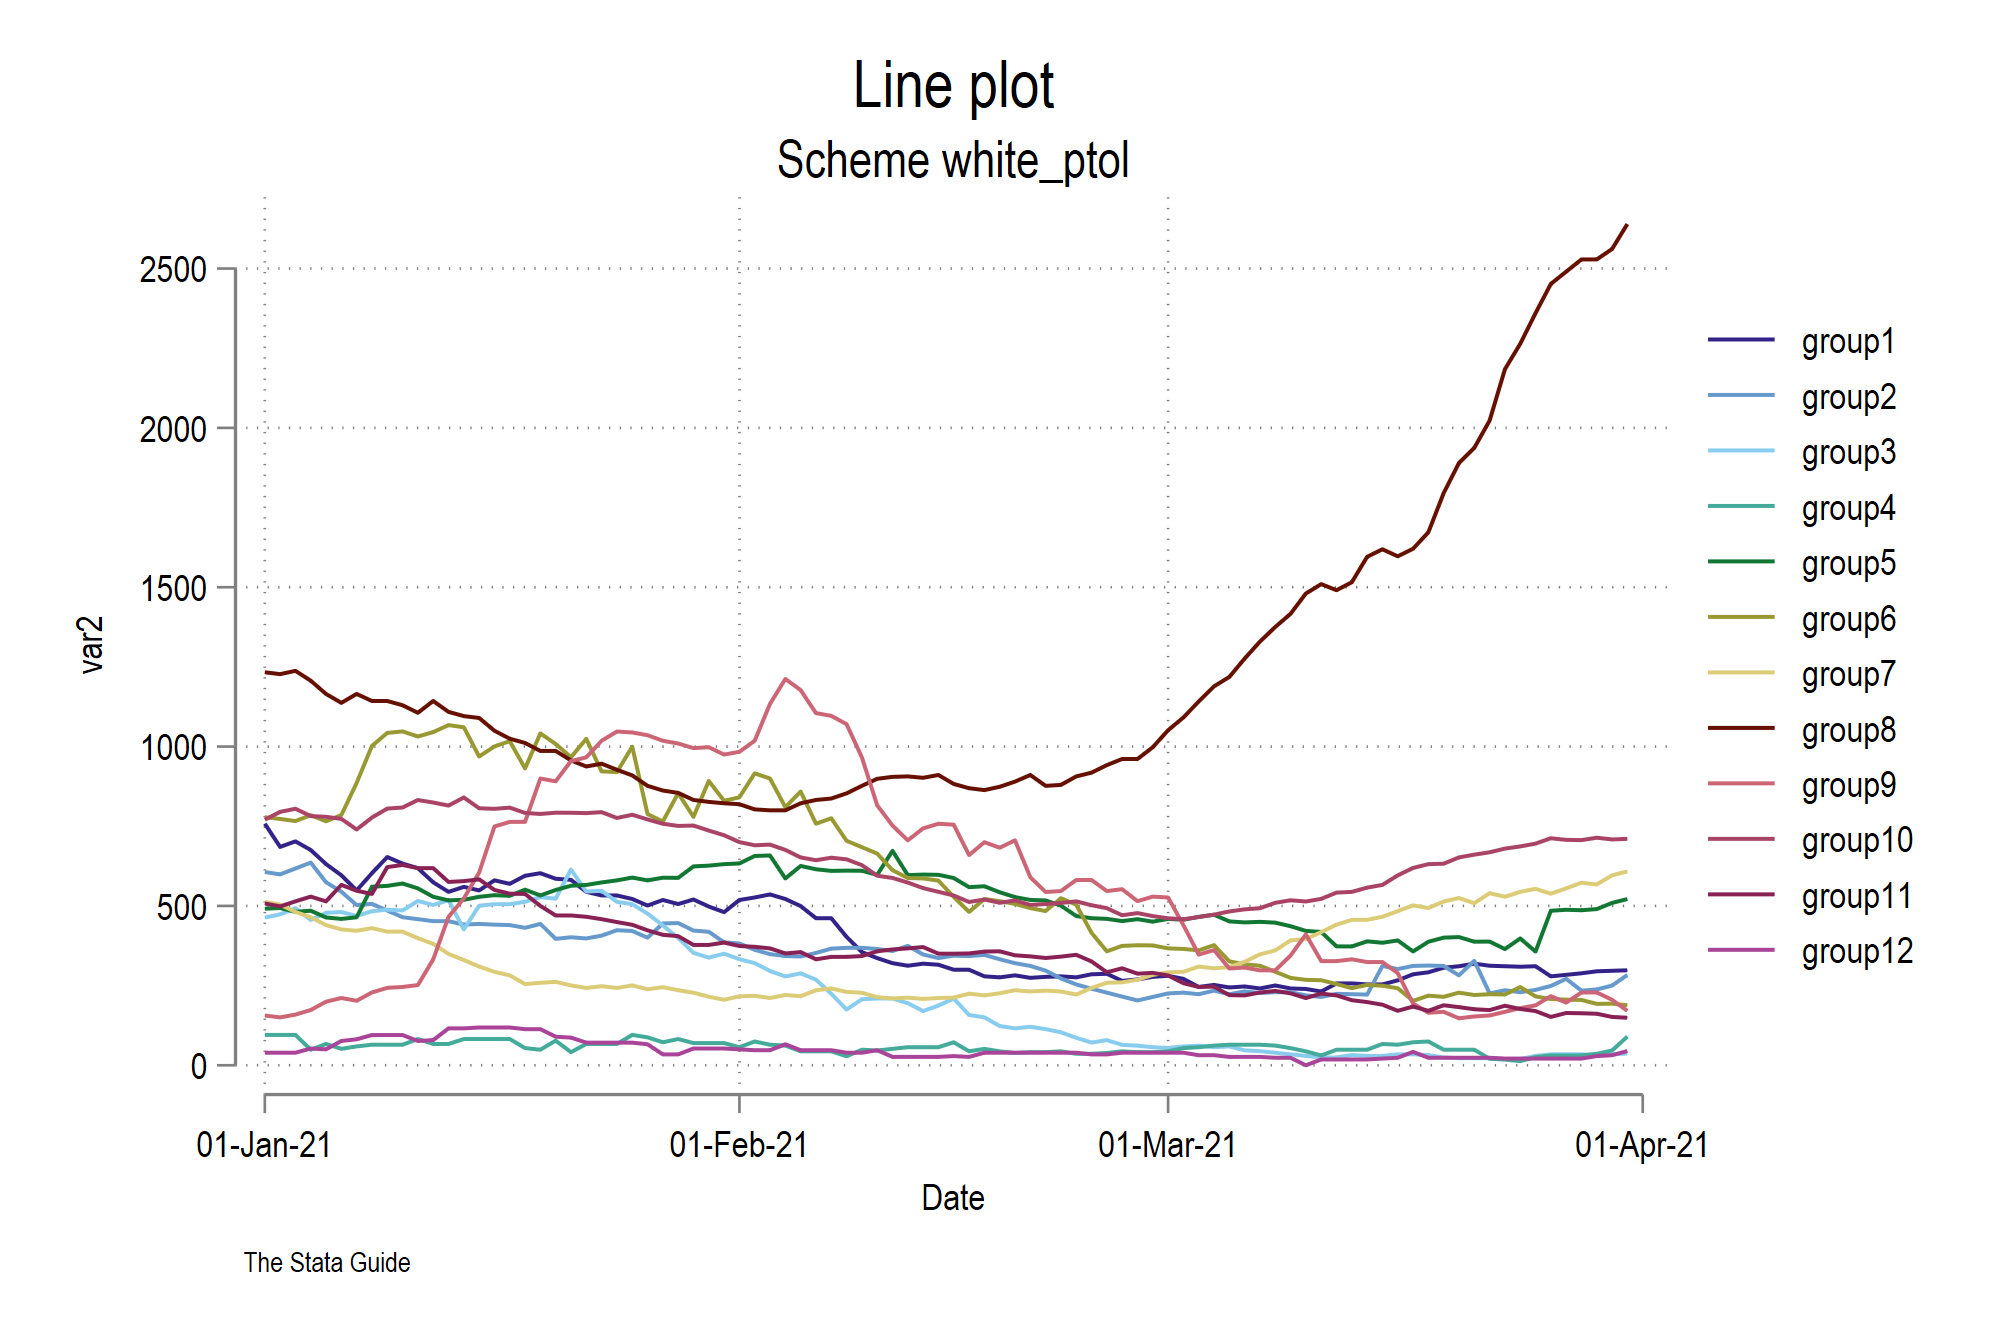 Line plot
Scheme white_ptol
2500
2000
1500
1000
500
0
var2
01-Jan-21
01-Feb-21
01-Mar-21
01-Apr-21
Date
group1
group2
group3
group4
group5
group6
group7
group8
group9
group10
group11
group12
The Stata Guide